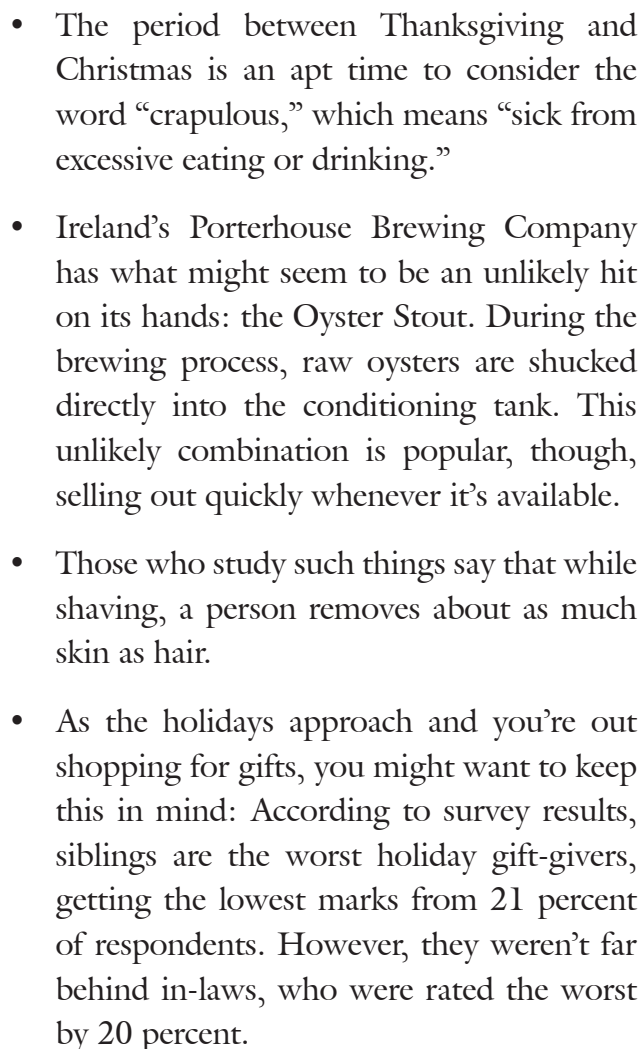 • The period between Thanksgiving and
Christmas is an apt time to consider the
word “crapulous,” which means “sick from
excessive eating or drinking.”
• Ireland’s Porterhouse Brewing Company
has what might seem to be an unlikely hit
on its hands: the Oyster Stout. During the
brewing process, raw oysters are shucked
directly into the conditioning tank. This
unlikely combination is popular, though,
selling out quickly whenever it’s available.
• Those who study such things say that while
shaving, a person removes about as much
skin as hair.
• As the holidays approach and you’re out
shopping for gifts, you might want to keep
this in mind: According to survey results,
siblings are the worst holiday gift-givers,
getting the lowest marks from 21 percent
of respondents. However, they weren’t far
behind in-laws, who were rated the worst
by 20 percent.